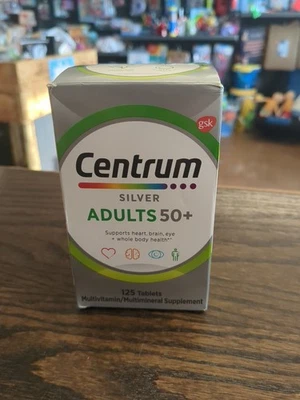 gsk
Centrum
SILVER
ADULTS 50+
Supports heart, brain, eye
+ whole body health*
125 Tablets
Multivitamin/Multimineral Supplement